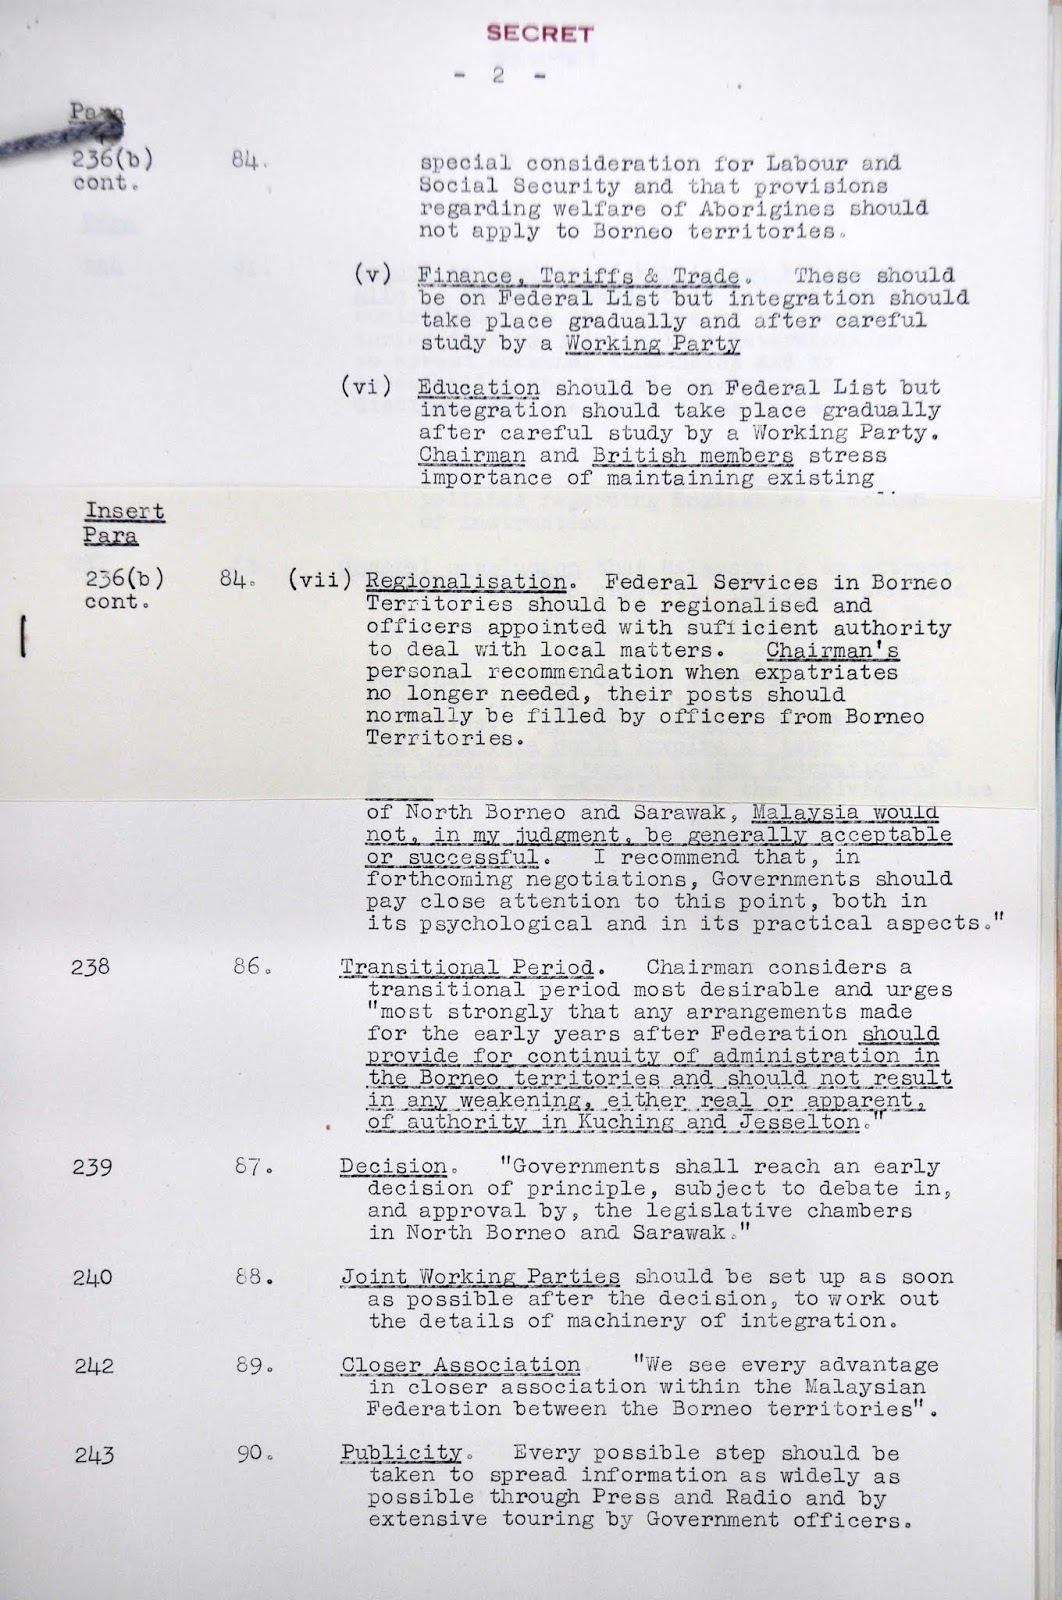 SECRET
- 2 -
Para
236(b) 84. special consideration for Labour and
cont. Social Security and that provisions
regarding welfare of Aborigines should
not apply to Borneo territories.
(v) Finance, Tariffs & Trade. These should
be on Federal List but integration should
take place gradually and after careful
study by a Working Party
(vi) Education should be on Federal List but
integration should take place gradually
after careful study by a Working Party.
Chairman and British members stress
importance of maintaining existing
Insert
Para
236(b) 84. (vii) Regionalisation. Federal Services in Borneo
cont. Territories should be regionalised and
officers appointed with sufficient authority
to deal with local matters. Chairman's
personal recommendation when expatriates
no longer needed, their posts should
normally be filled by officers from Borneo
Territories.
of North Borneo and Sarawak, Malaysia would
not, in my judgment, be generally acceptable
or successful. I recommend that, in
forthcoming negotiations, Governments should
pay close attention to this point, both in
its psychological and in its practical aspects."
238 86. Transitional Period. Chairman considers a
transitional period most desirable and urges
"most strongly that any arrangements made
for the early years after Federation should
provide for continuity of administration in
the Borneo territories and should not result
in any weakening, either real or apparent,
of authority in Kuching and Jesselton."
239 87. Decision. "Governments shall reach an early
decision of principle, subject to debate in,
and approval by, the legislative chambers
in North Borneo and Sarawak."
240 88. Joint Working Parties should be set up as soon
as possible after the decision, to work out
the details of machinery of integration.
242 89. Closer Association "We see every advantage
in closer association within the Malaysian
Federation between the Borneo territories".
243 90. Publicity. Every possible step should be
taken to spread information as widely as
possible through Press and Radio and by
extensive touring by Government officers.